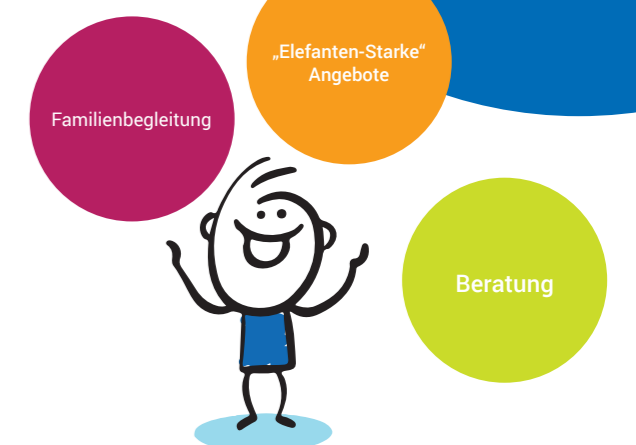 „Elefanten-Starke“
Angebote
Familienbegleitung
Beratung